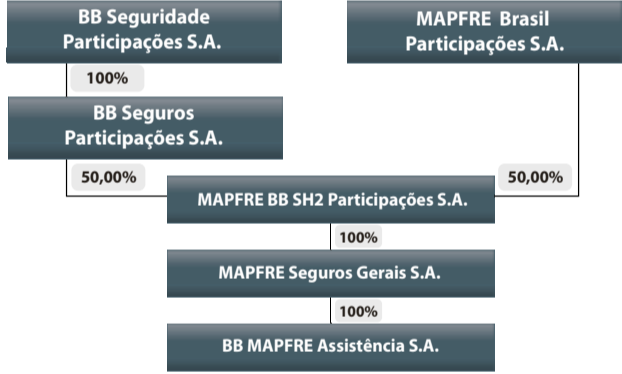 BB Seguridade
Participações S.A.
MAPFRE Brasil
Participações S.A.
100%
BB Seguros
Participações S.A.
50,00%
50,00%
MAPFRE BB SH2 Participações S.A.
100%
MAPFRE Seguros Gerais S.A.
100%
BB MAPFRE Assistência S.A.